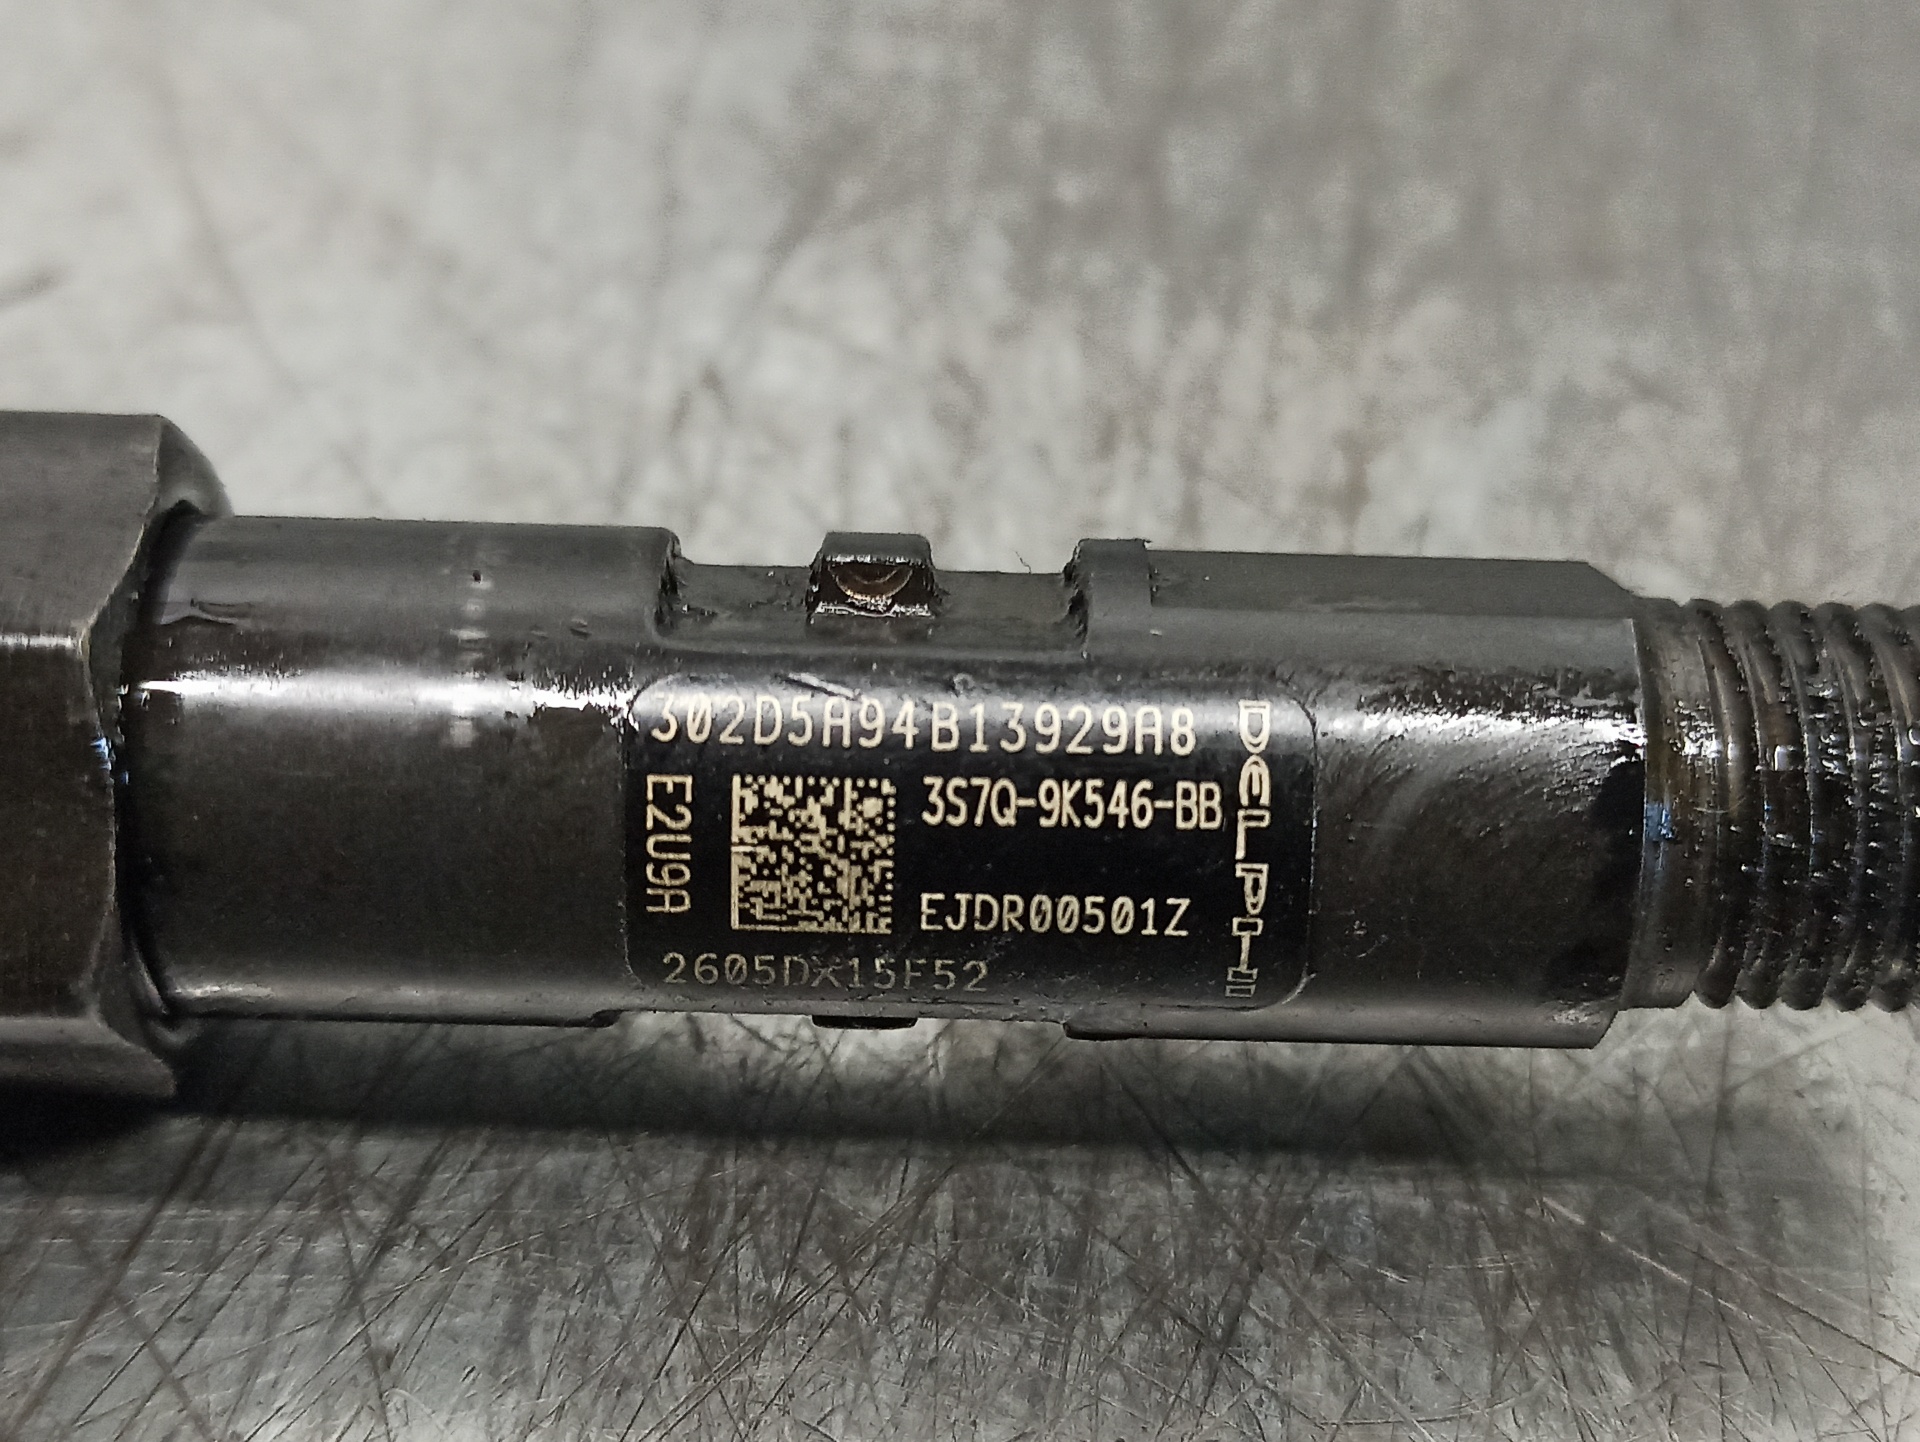 302D5A94B13929A8
E2U9A
3S7Q-9K546-BB
EJDR00501Z
2605DX15F52
DELPHI